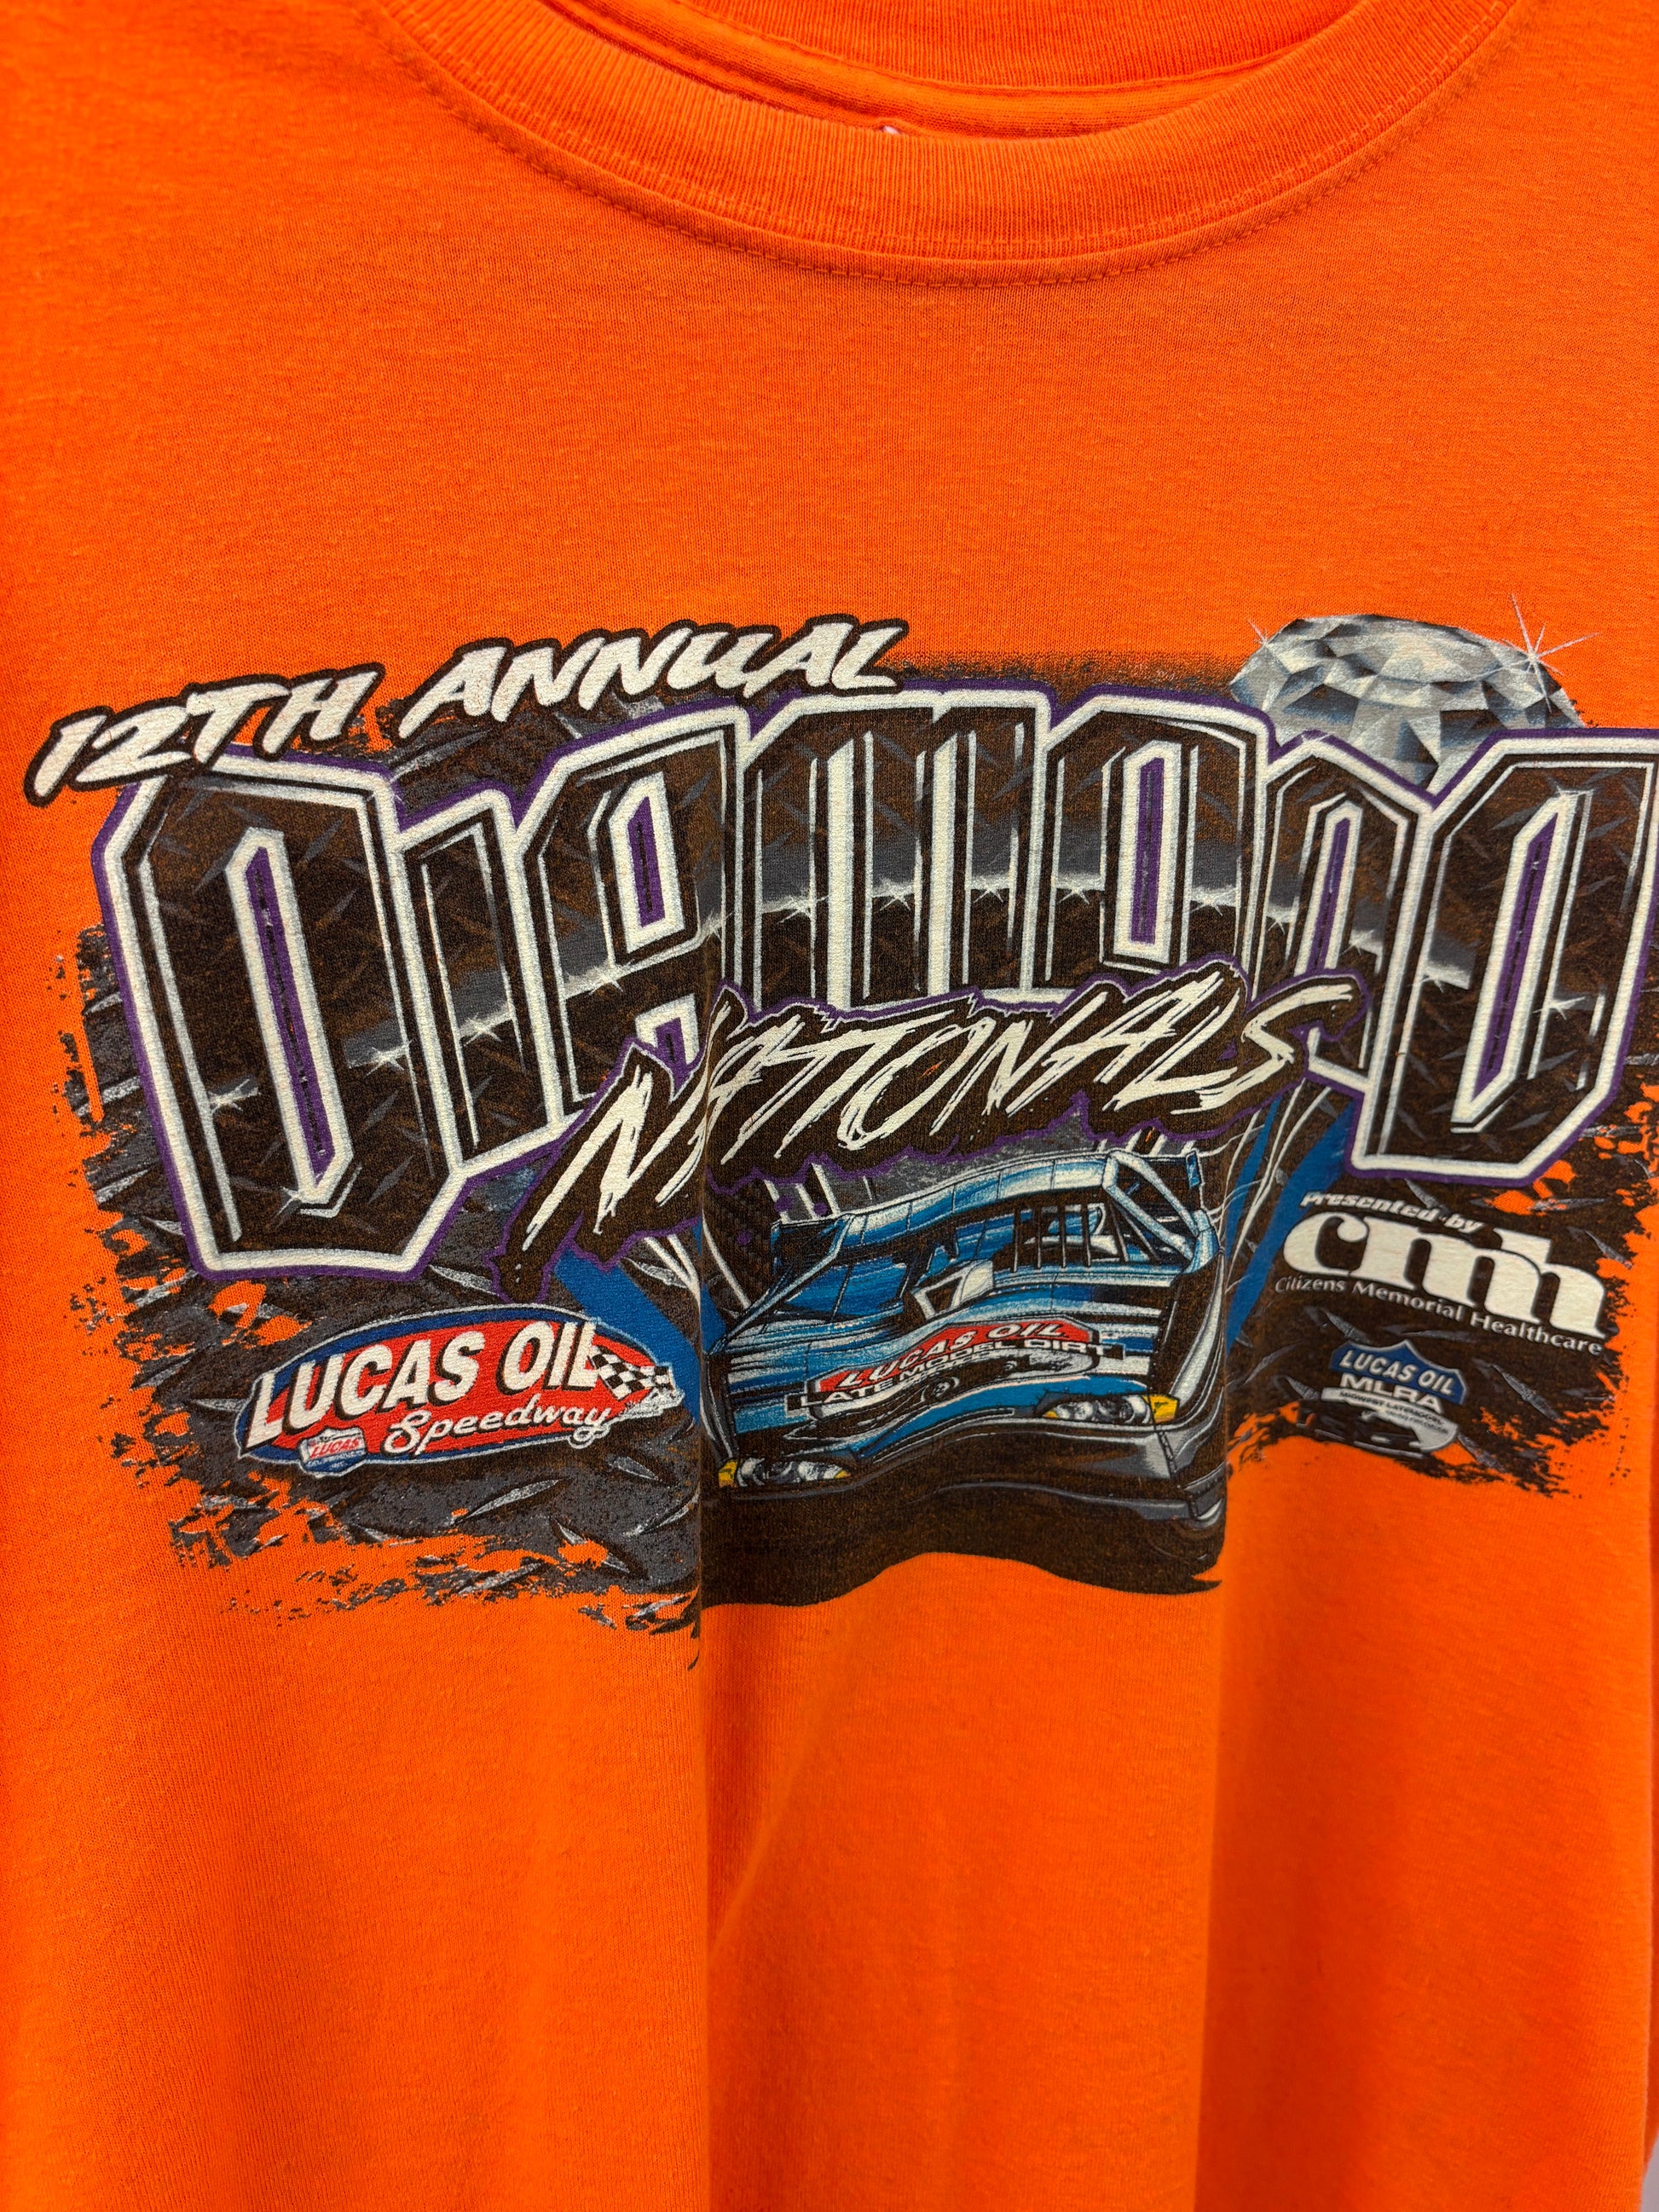 12TH ANNUAL
DIAMOND
NATIONALS
presented by
cmh
Citizens Memorial Healthcare
LUCAS OIL
Speedway
LUCAS
LUCAS OIL
LATE MODEL DIRT
LUCAS OIL
MLRA